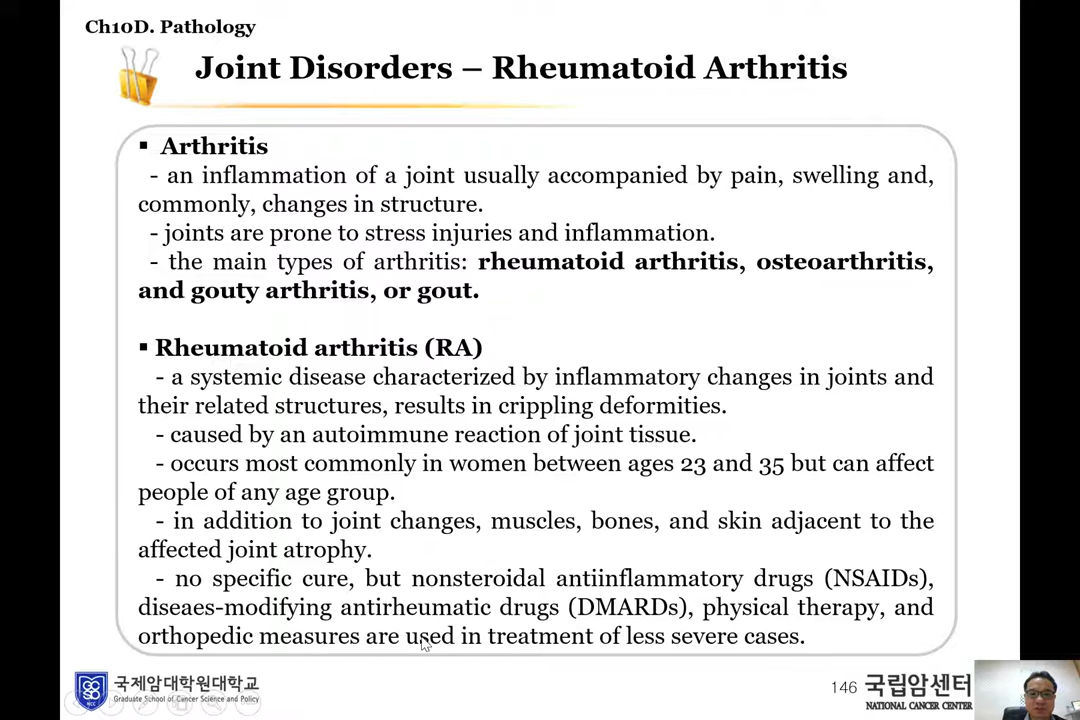 Ch10D. Pathology
Joint Disorders – Rheumatoid Arthritis
▪ Arthritis
- an inflammation of a joint usually accompanied by pain, swelling and,
commonly, changes in structure.
- joints are prone to stress injuries and inflammation.
- the main types of arthritis: rheumatoid arthritis, osteoarthritis,
and gouty arthritis, or gout.
▪ Rheumatoid arthritis (RA)
- a systemic disease characterized by inflammatory changes in joints and
their related structures, results in crippling deformities.
- caused by an autoimmune reaction of joint tissue.
- occurs most commonly in women between ages 23 and 35 but can affect
people of any age group.
- in addition to joint changes, muscles, bones, and skin adjacent to the
affected joint atrophy.
- no specific cure, but nonsteroidal antiinflammatory drugs (NSAIDs),
diseaes-modifying antirheumatic drugs (DMARDs), physical therapy, and
orthopedic measures are used in treatment of less severe cases.
국제암대학원대학교
Graduate School of Cancer Science and Policy
146 국립암센터
NATIONAL CANCER CENTER